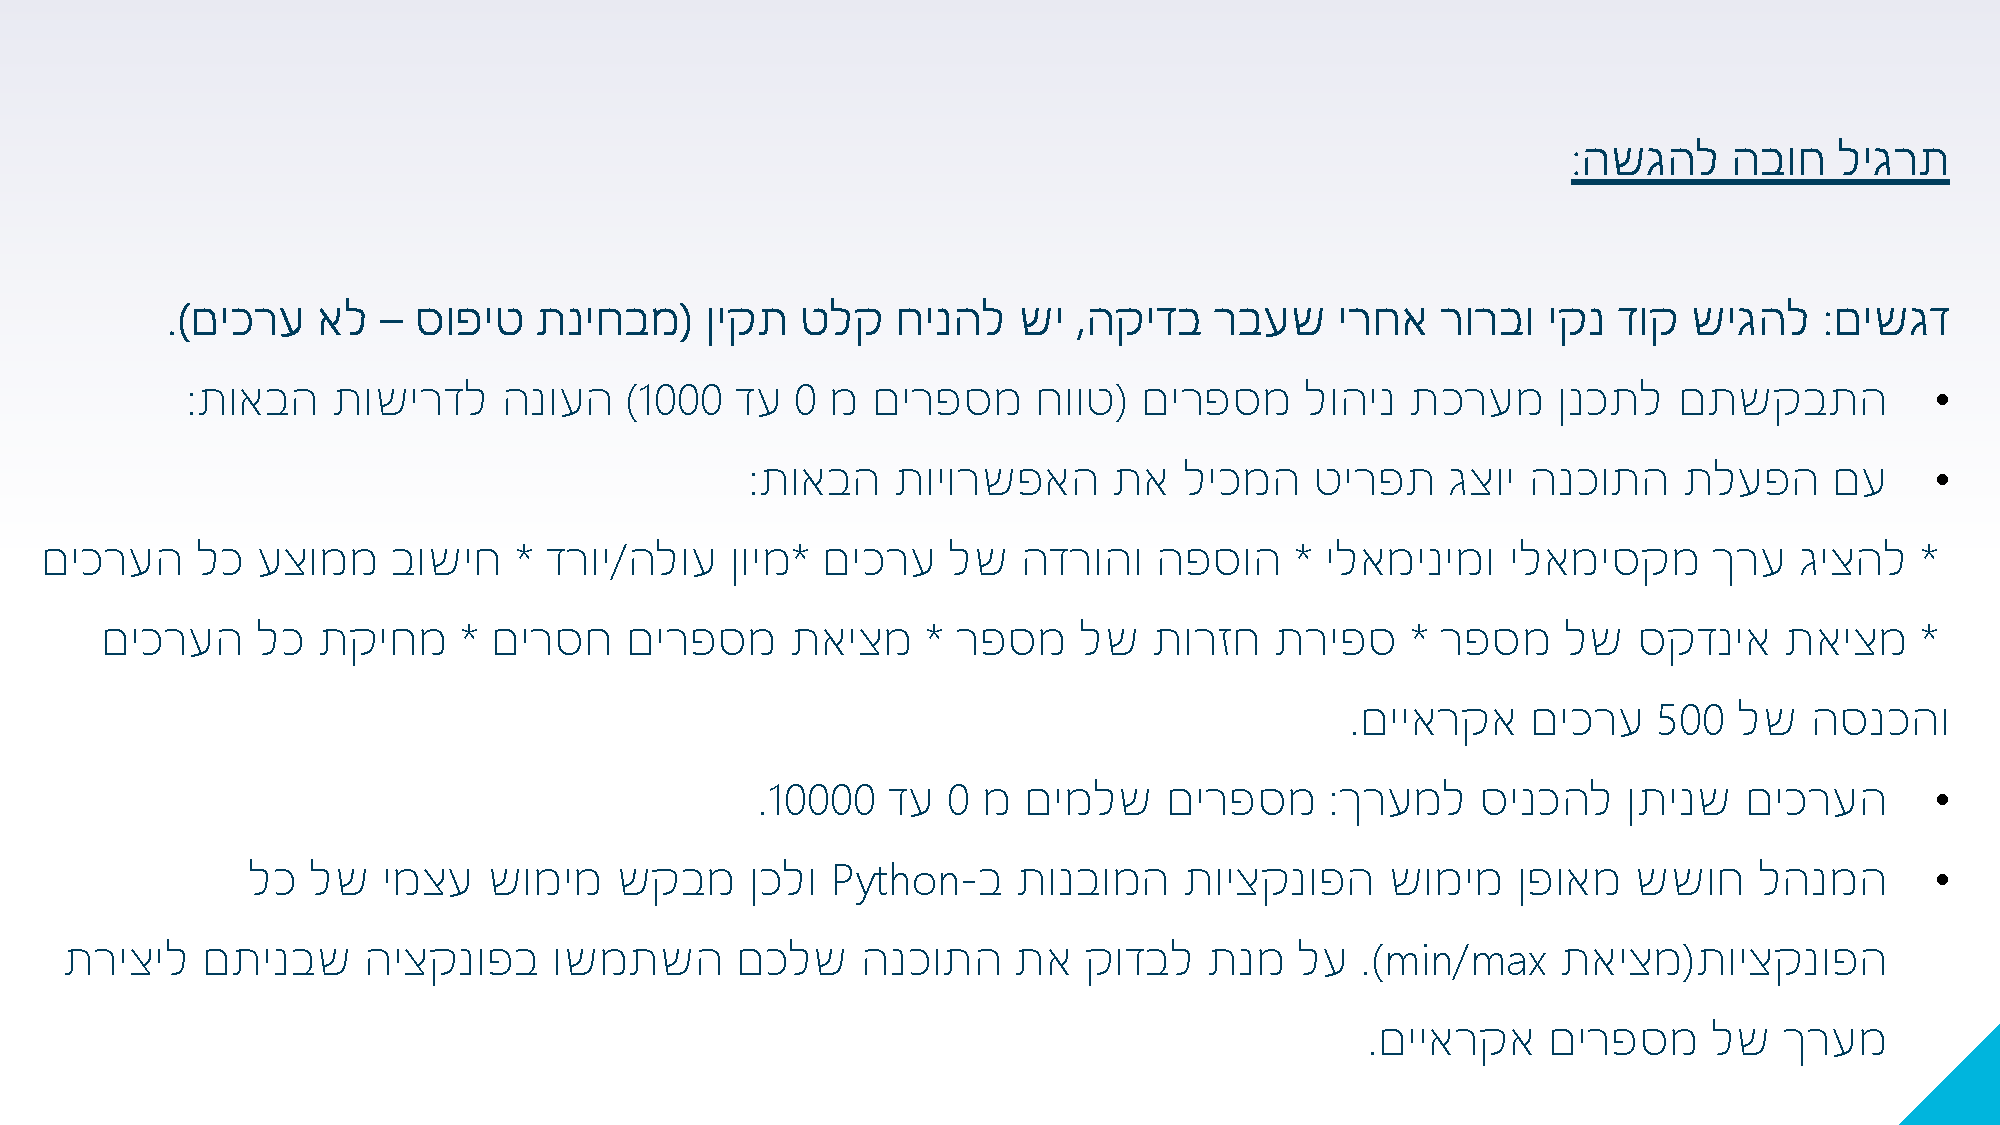 תרגיל חובה להגשה:
דגשים: להגיש קוד נקי וברור אחרי שעבר בדיקה, יש להניח קלט תקין (מבחינת טיפוס – לא ערכים).
• התבקשתם לתכנן מערכת ניהול מספרים (טווח מספרים מ 0 עד 1000) העונה לדרישות הבאות:
• עם הפעלת התוכנה יוצג תפריט המכיל את האפשרויות הבאות:
* להציג ערך מקסימאלי ומינימאלי * הוספה והורדה של ערכים *מיון עולה/יורד * חישוב ממוצע כל הערכים
* מציאת אינדקס של מספר * ספירת חזרות של מספר * מציאת מספרים חסרים * מחיקת כל הערכים
והכנסה של 500 ערכים אקראיים.
• הערכים שניתן להכניס למערך: מספרים שלמים מ 0 עד 10000.
• המנהל חושש מאופן מימוש הפונקציות המובנות ב-Python ולכן מבקש מימוש עצמי של כל
הפונקציות(מציאת min/max). על מנת לבדוק את התוכנה שלכם השתמשו בפונקציה שבניתם ליצירת
מערך של מספרים אקראיים.